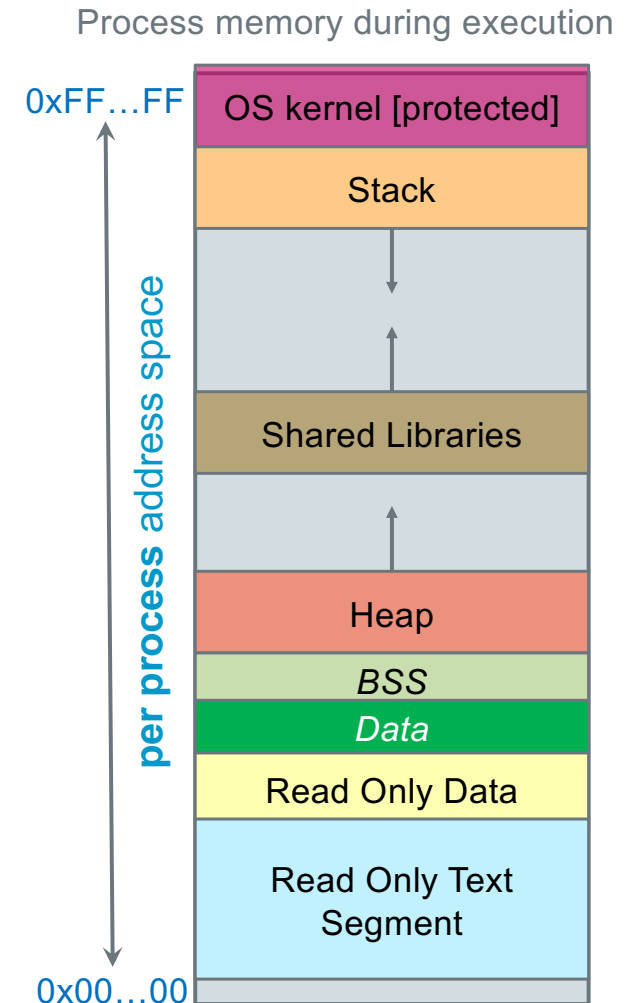 Process memory during execution
0xFF…FF
OS kernel [protected]
Stack
per process address space
Shared Libraries
Heap
BSS
Data
Read Only Data
Read Only Text
Segment
0x00…00